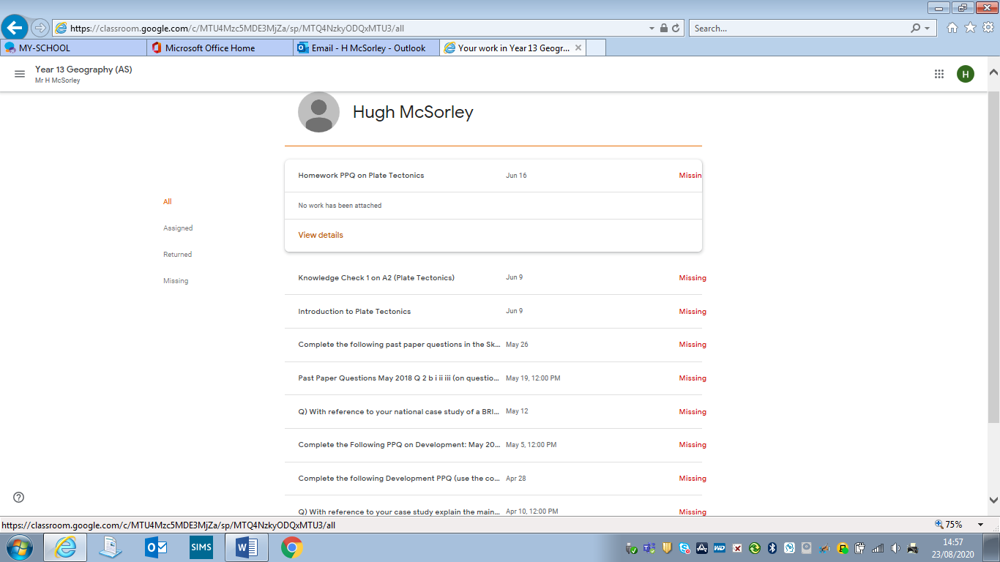 https://classroom.google.com/c/MTU4Mzc5MDE3MjZa/sp/MTQ4NzkyODQxMTU3/all
Search...
MY-SCHOOL
Microsoft Office Home
Email - H McSorley - Outlook
Your work in Year 13 Geogr...
Year 13 Geography (AS)
Mr H McSorley
H
Hugh McSorley
All
Assigned
Returned
Missing
Homework PPQ on Plate Tectonics Jun 16 Missin
No work has been attached
View details
Knowledge Check 1 on A2 (Plate Tectonics) Jun 9 Missing
Introduction to Plate Tectonics Jun 9 Missing
Complete the following past paper questions in the Sk... May 26 Missing
Past Paper Questions May 2018 Q 2 b i ii iii (on questio... May 19, 12:00 PM Missing
Q) With reference to your national case study of a BRI... May 12 Missing
Complete the Following PPQ on Development: May 20... May 5, 12:00 PM Missing
Complete the following Development PPQ (use the co... Apr 28 Missing
Q) With reference to your case study explain the main... Apr 10, 12:00 PM Missing
https://classroom.google.com/c/MTU4Mzc5MDE3MjZa/sp/MTQ4NzkyODQxMTU3/all
75%
SIMS
14:57
23/08/2020